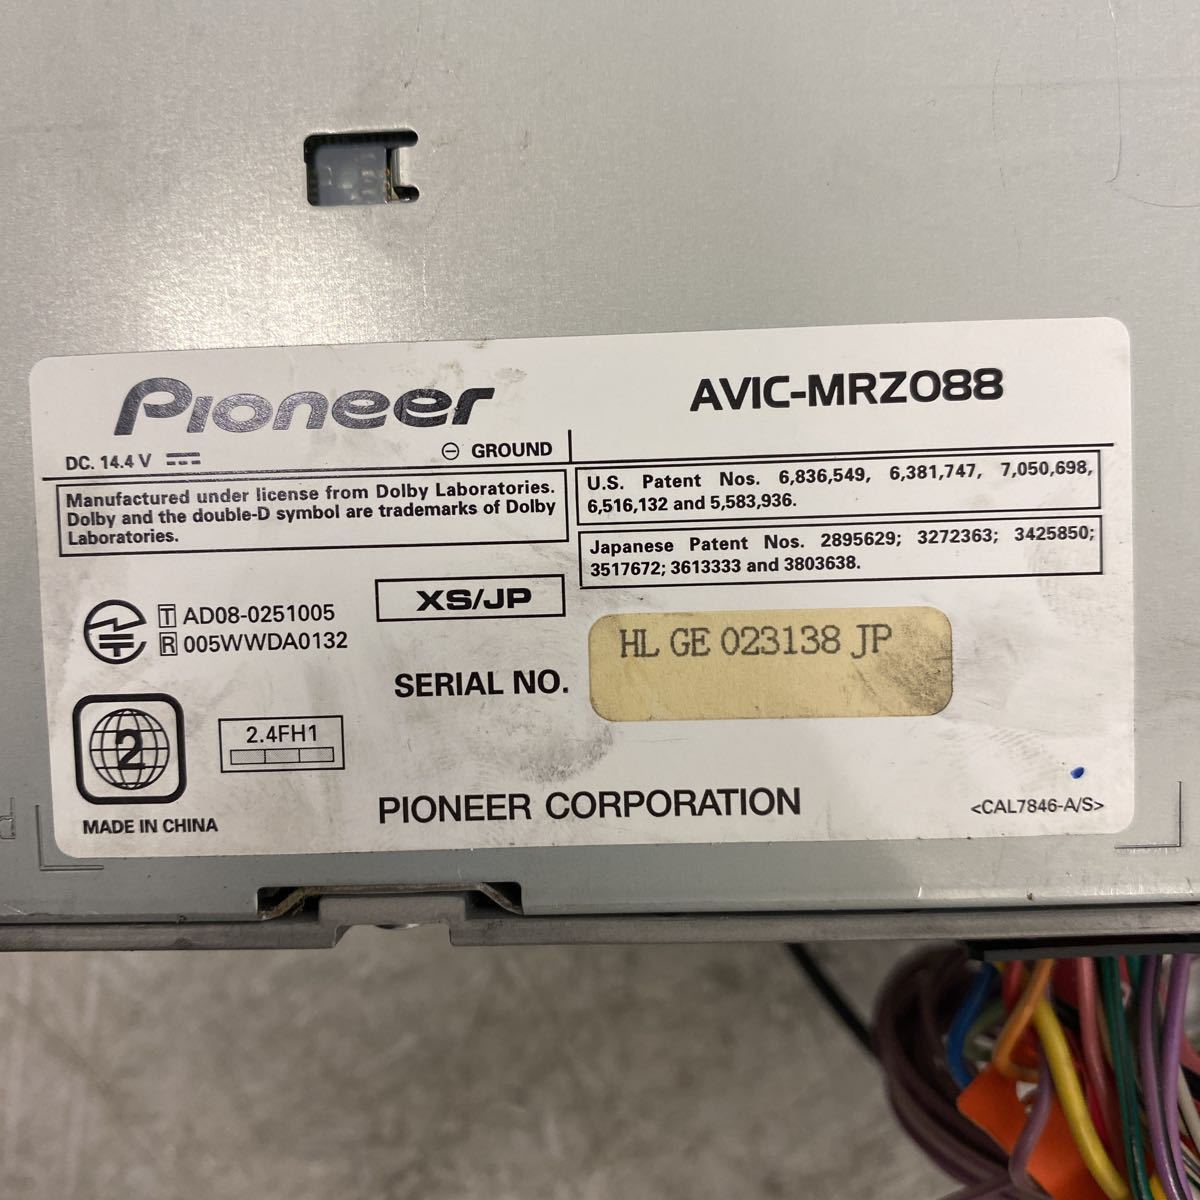 Pioneer
AVIC-MRZ088
DC. 14.4 V
⊖ GROUND
Manufactured under license from Dolby Laboratories.
Dolby and the double-D symbol are trademarks of Dolby
Laboratories.
U.S. Patent Nos. 6,836,549, 6,381,747, 7,050,698,
6,516,132 and 5,583,936.
Japanese Patent Nos. 2895629; 3272363; 3425850;
3517672; 3613333 and 3803638.
T AD08-0251005
R 005WWDA0132
XS/JP
SERIAL NO.
HL GE 023138 JP
2
2.4FH1
MADE IN CHINA
PIONEER CORPORATION
<CAL7846-A/S>